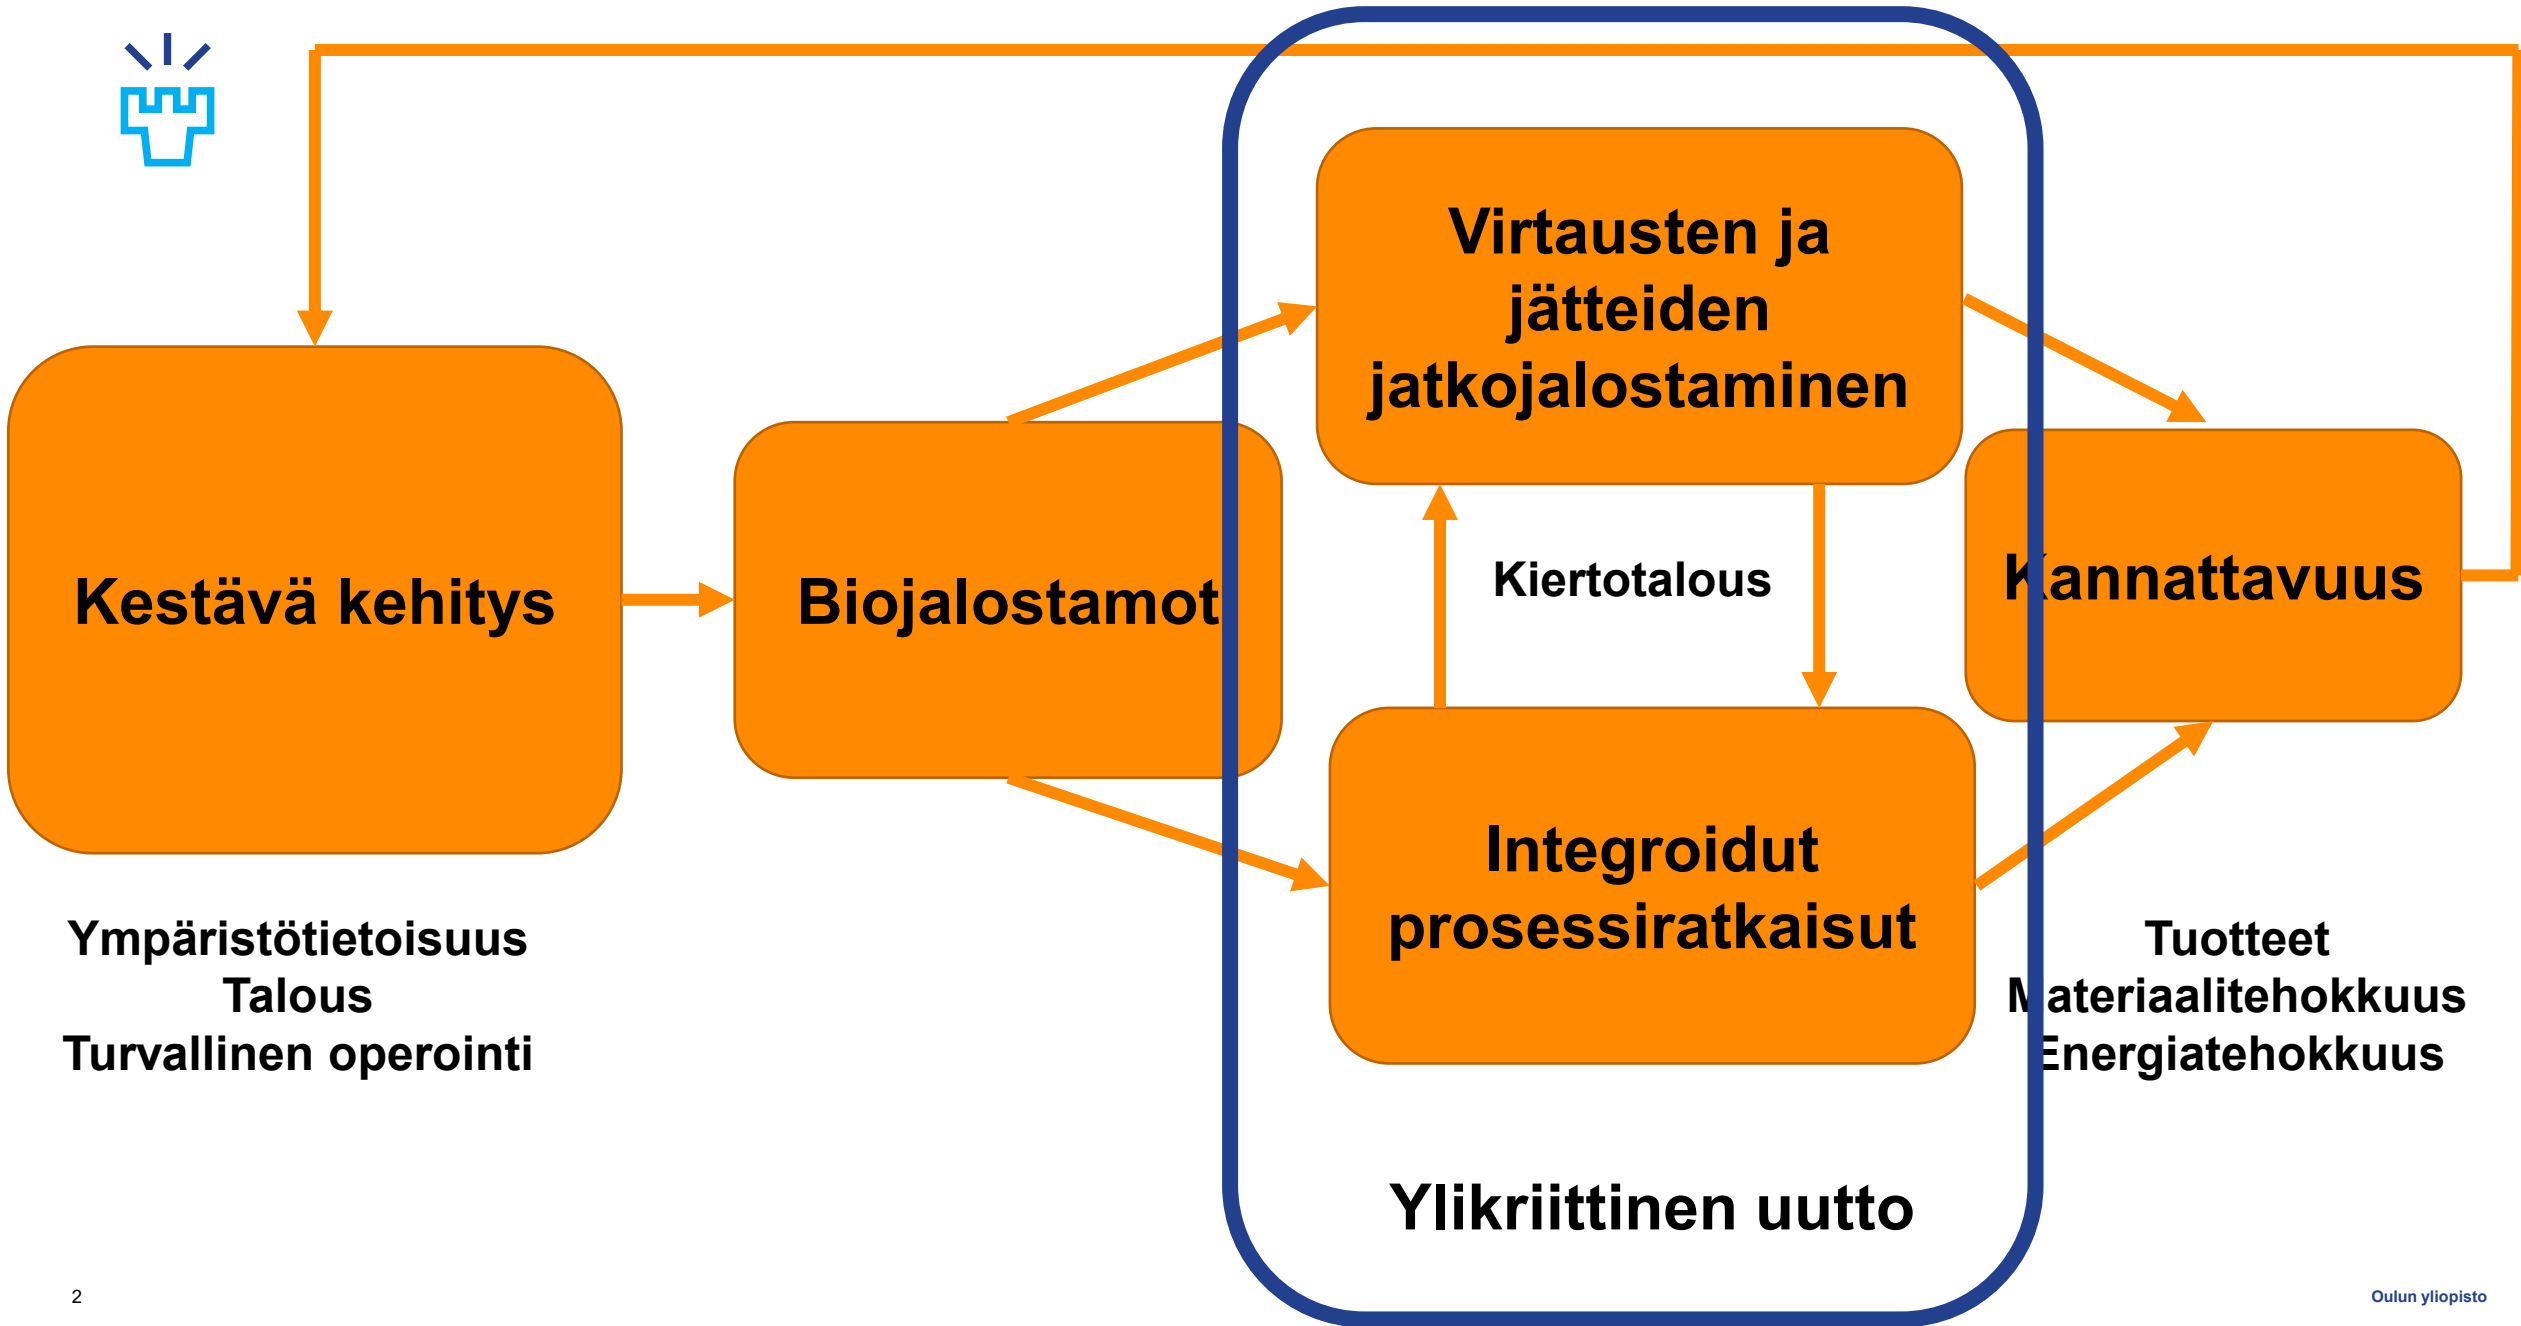 Virtausten ja
jätteiden
jatkojalostaminen
Kestävä kehitys
Biojalostamot
Kiertotalous
Kannattavuus
Integroidut
prosessiratkaisut
Ympäristötietoisuus
Talous
Turvallinen operointi
Tuotteet
Materiaalitehokkuus
Energiatehokkuus
Ylikriittinen uutto
2
Oulun yliopisto